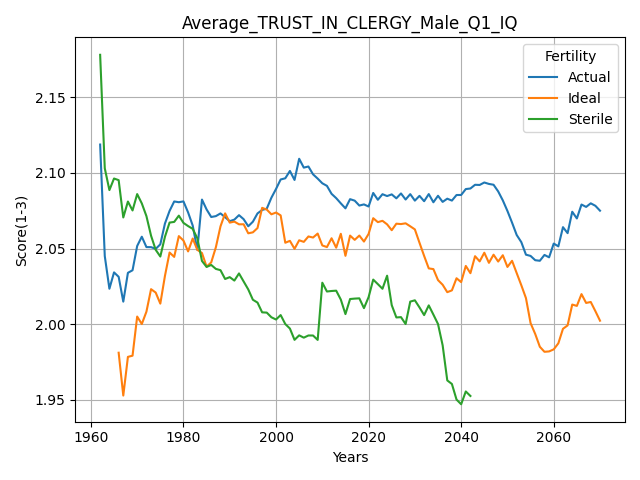 Average_TRUST_IN_CLERGY_Male_Q1_IQ
Fertility
Actual
Ideal
Sterile
Score(1-3)
2.15
2.10
2.05
2.00
1.95
1960
1980
2000
2020
2040
2060
Years